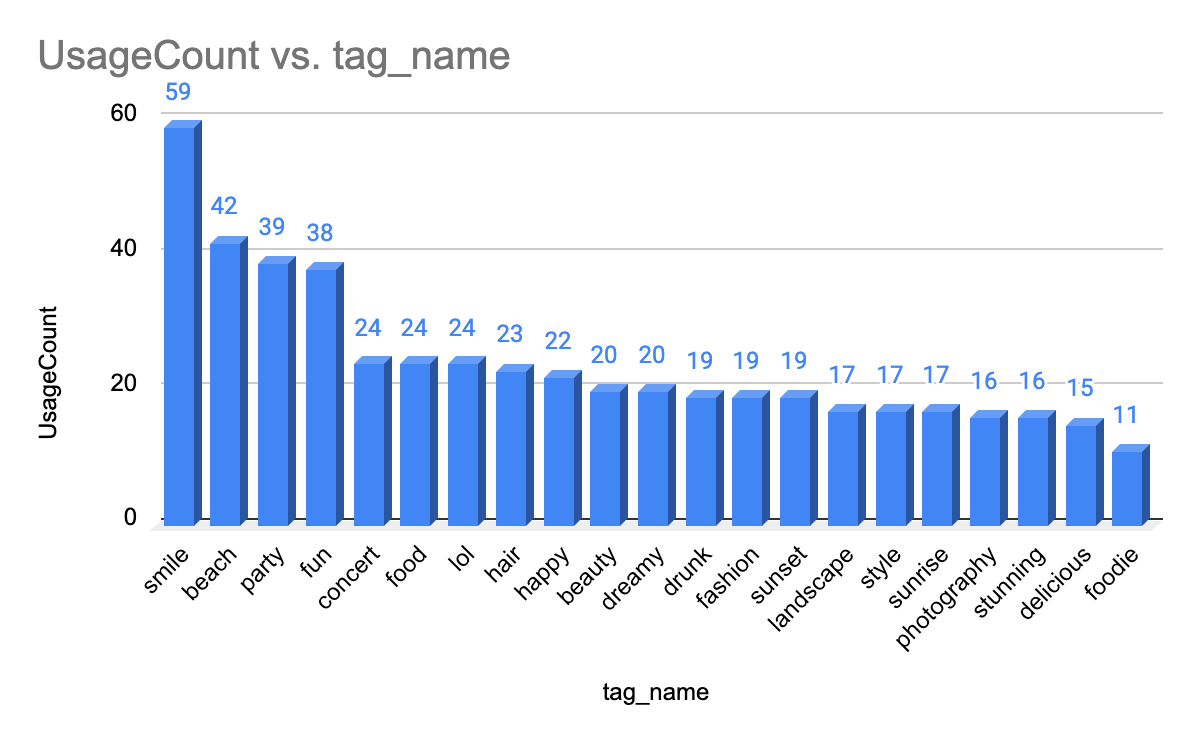 UsageCount vs. tag_name
59
60
42
39
38
40
24
24
24
23
22
20
20
19
19
19
17
17
17
16
16
15
11
20
0
UsageCount
smile
beach
party
fun
concert
food
lol
hair
happy
beauty
dreamy
drunk
fashion
sunset
landscape
style
sunrise
photography
stunning
delicious
foodie
tag_name